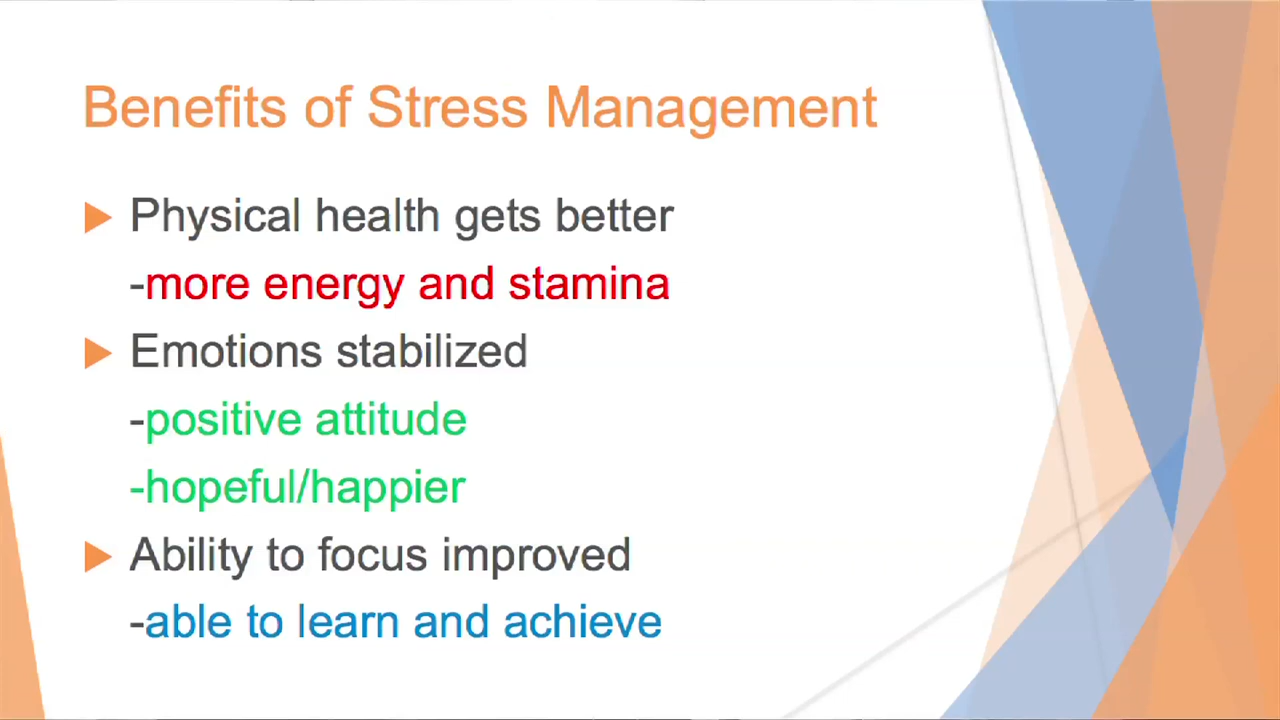 Benefits of Stress Management
Physical health gets better
-more energy and stamina
Emotions stabilized
-positive attitude
-hopeful/happier
Ability to focus improved
-able to learn and achieve